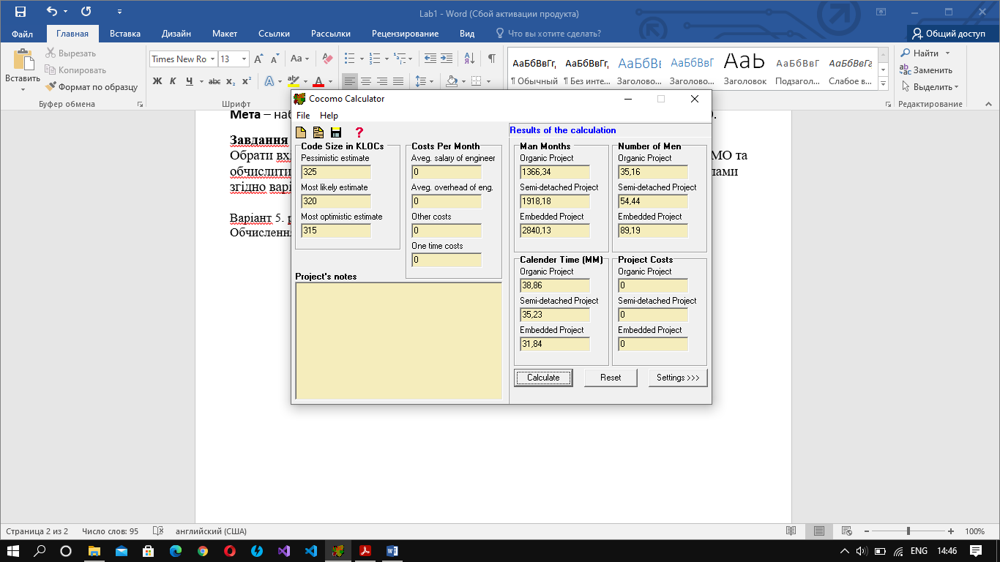 Lab1 - Word (Сбой активации продукта)
Файл Главная Вставка Дизайн Макет Ссылки Рассылки Рецензирование Вид Что вы хотите сделать? Общий доступ
Вставить
Вырезать
Копировать
Формат по образцу
Буфер обмена
Times New Ro 13
Aa
Ж К Ч abc x₂ x²
Шрифт
АаБбВвГг, АаБбВвГг, АаБбВі АаБбВвГ АаЬ АаБбВвГ АаБбВвГг
¶ Обычный ¶ Без инте... Заголово... Заголово... Заголовок Подзагол... Слабое в...
Найти
Заменить
Выделить
Редактирование
Мета – наб
Завдання
Обрати вх
МО та
обчислити
лами
згідно варі
Варіант 5. р
Обчислення
Cocomo Calculator
File Help
Code Size in KLOCs
Pessimistic estimate
325
Most likely estimate
320
Most optimistic estimate
315
Costs Per Month
Aveg. salary of engineer
0
Aveg. overhead of eng.
0
Other costs
0
One time costs
0
Project's notes
Results of the calculation
Man Months
Organic Project
1366,34
Semi-detached Project
1918,18
Embedded Project
2840,13
Number of Men
Organic Project
35,16
Semi-detached Project
54,44
Embedded Project
89,19
Calender Time (MM)
Organic Project
38,86
Semi-detached Project
35,23
Embedded Project
31,84
Project Costs
Organic Project
0
Semi-detached Project
0
Embedded Project
0
Calculate Reset Settings >>>
Страница 2 из 2 Число слов: 95 английский (США) 100%
ENG 14:46